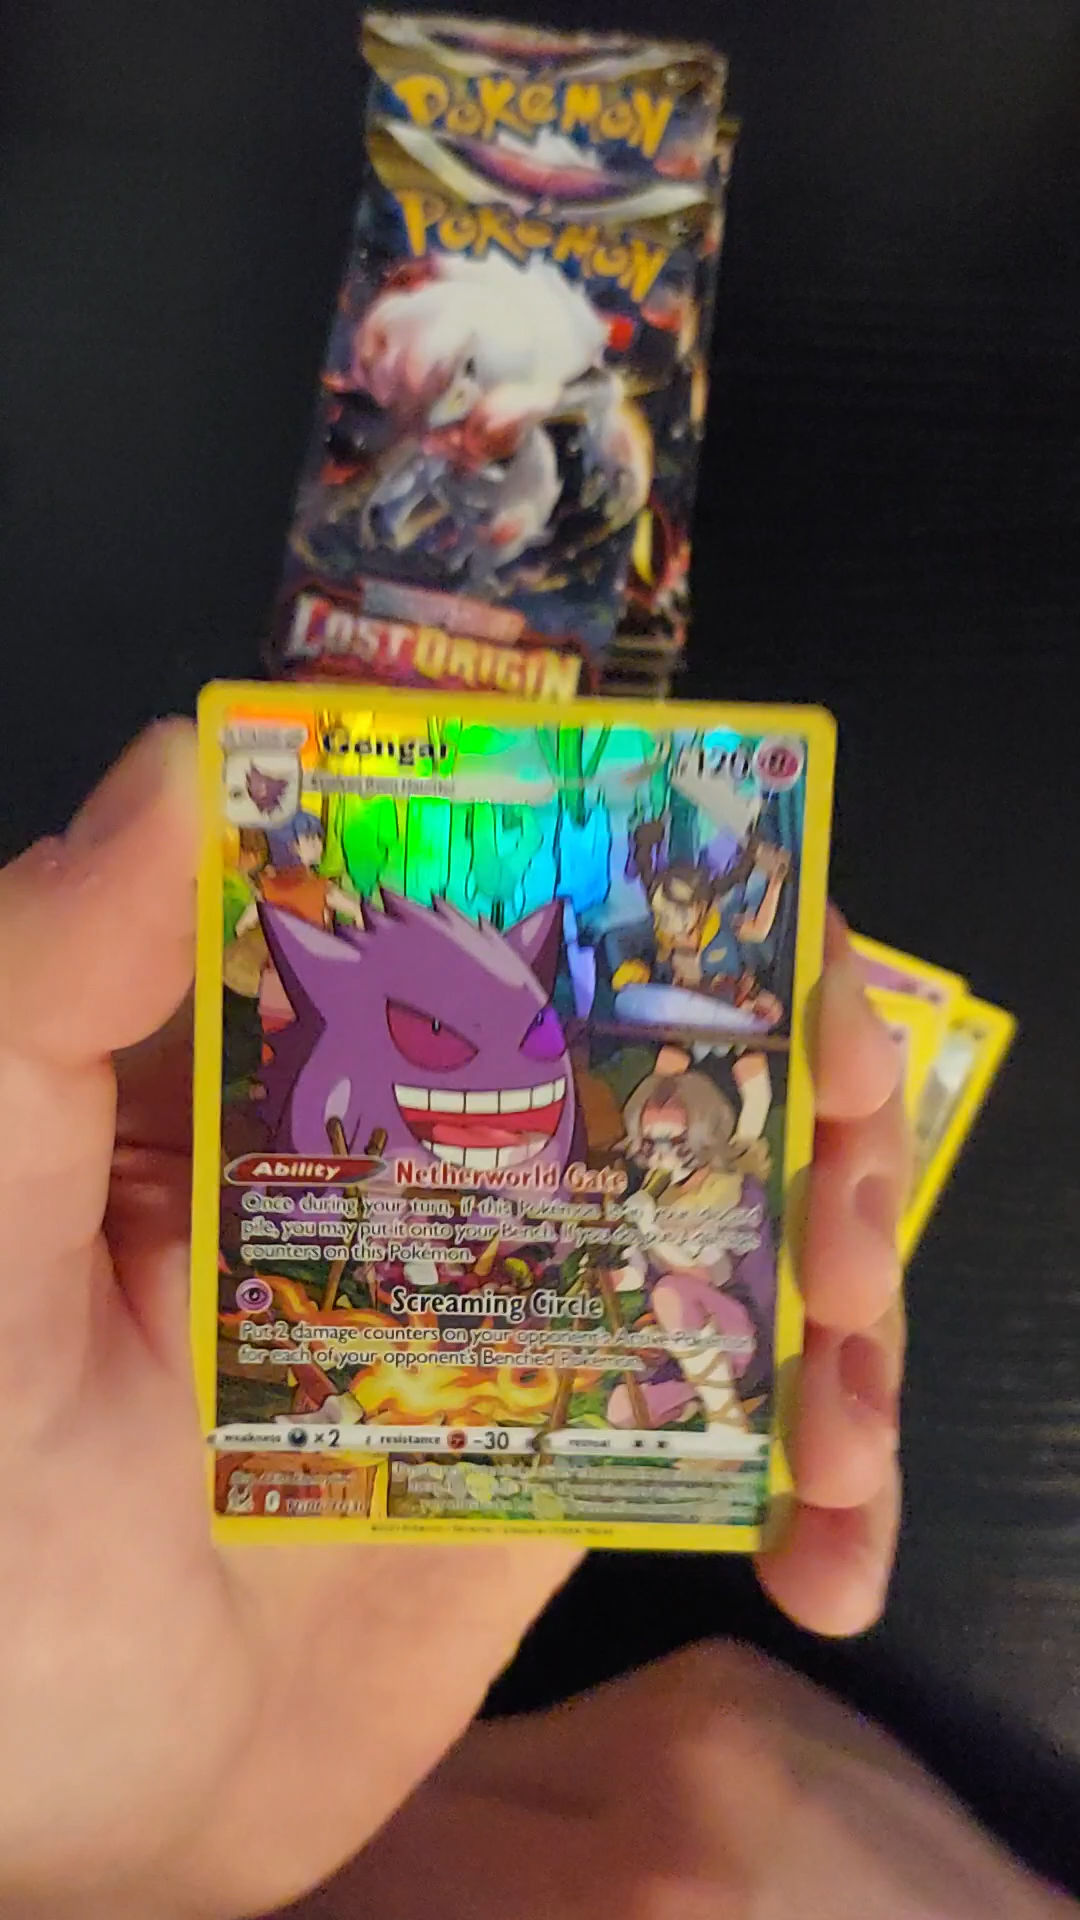 POKéMON
POKéMON
LOST ORIGIN
Gengar
120
Ability Netherworld Gate
Once during your turn, if this Pokémon is in your discard
pile, you may put it onto your Bench. If you do, put 3 damage
counters on this Pokémon.
Screaming Circle
Put 2 damage counters on your opponent's Active Pokémon
for each of your opponent's Benched Pokémon.
weakness ×2 resistance -30 retreat